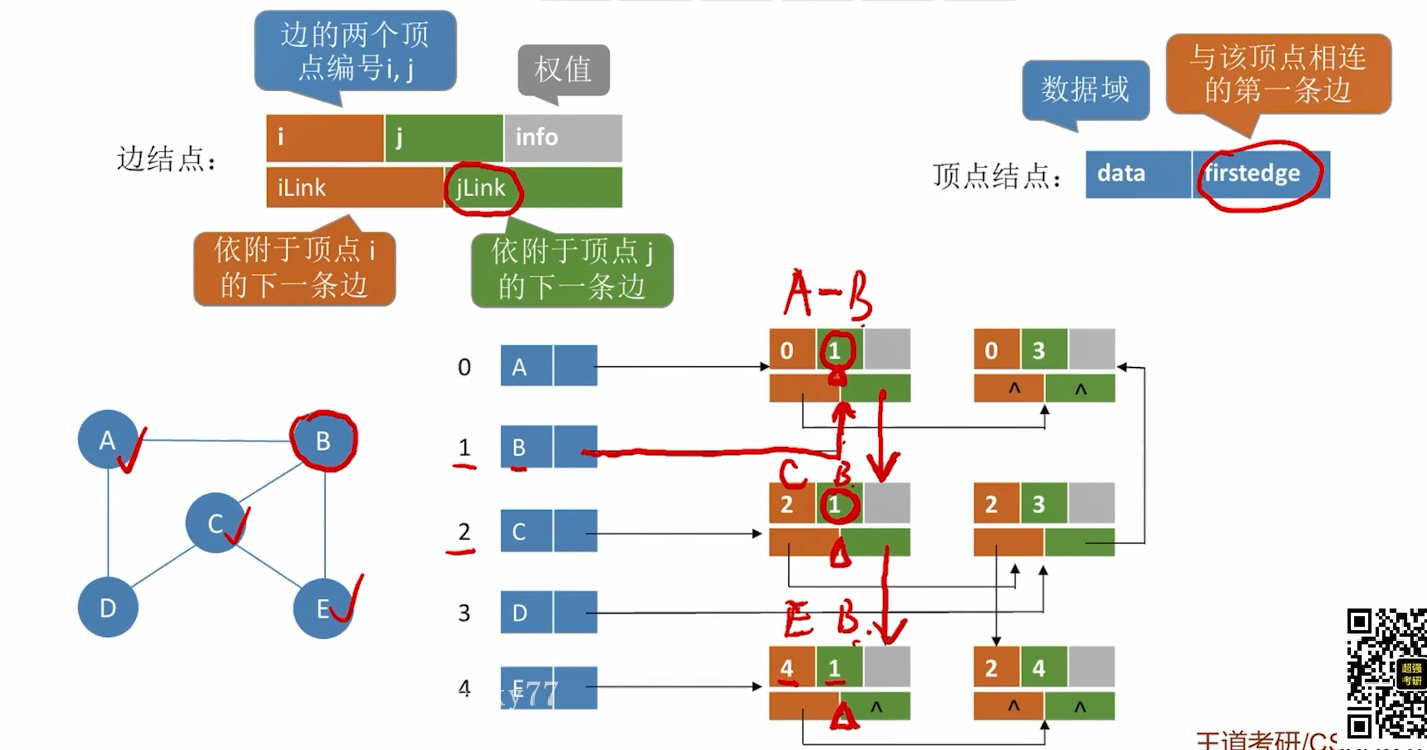 边的两个顶
点编号i, j
权值
边结点：
i j info
iLink jLink
依附于顶点 i
的下一条边
依附于顶点 j
的下一条边
数据域
与该顶点相连
的第一条边
顶点结点：
data firstedge
A-B
0 A
0 1
0 3
^ ^
1 B
C B
2 C
2 1
2 3
3 D
E B
4 E
4 1
^
2 4
^ ^
A B
C
D E
ky77
超强
考研
王道考研/CS